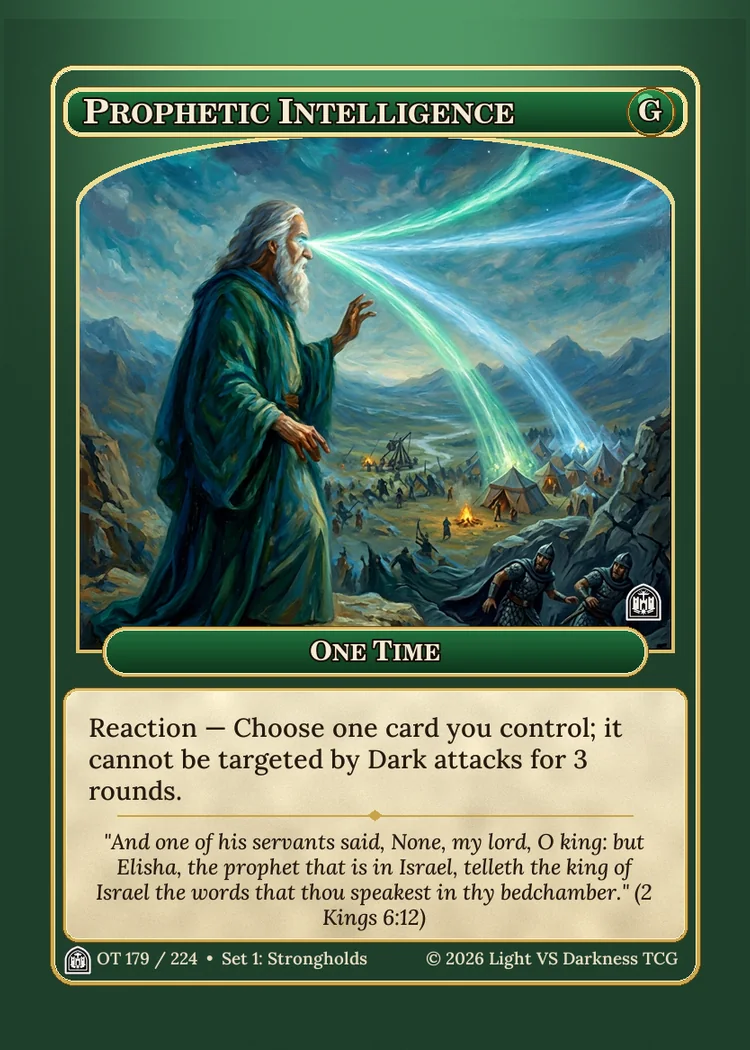 Prophetic Intelligence
G
One Time
Reaction — Choose one card you control; it
cannot be targeted by Dark attacks for 3
rounds.
"And one of his servants said, None, my lord, O king: but
Elisha, the prophet that is in Israel, telleth the king of
Israel the words that thou speakest in thy bedchamber." (2
Kings 6:12)
OT 179 / 224 • Set 1: Strongholds
© 2026 Light VS Darkness TCG